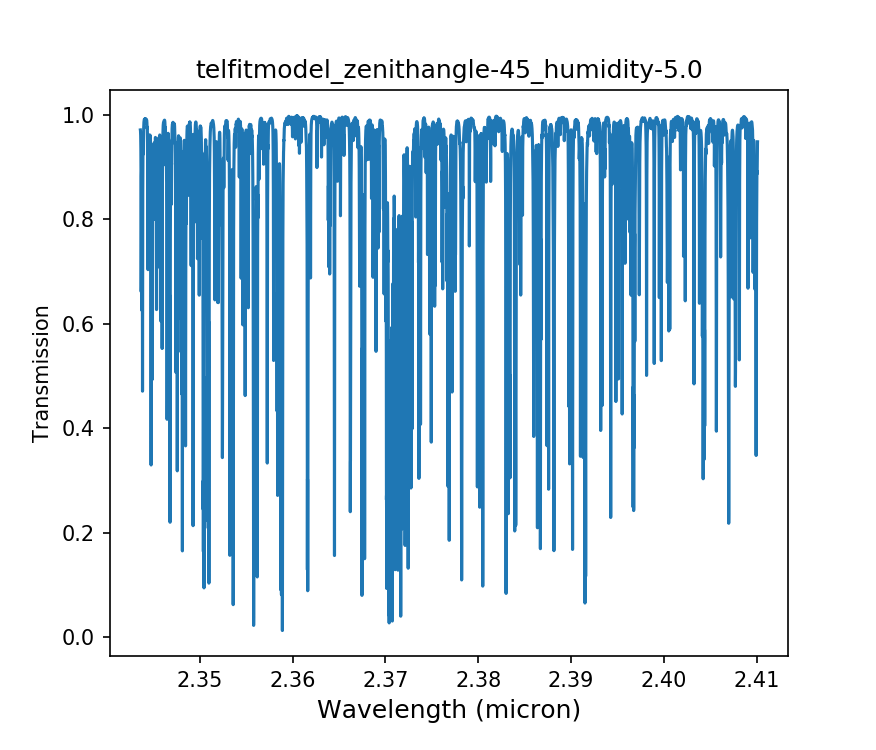 telfitmodel_zenithangle-45_humidity-5.0
1.0
0.8
0.6
0.4
0.2
0.0
Transmission
2.35 2.36 2.37 2.38 2.39 2.40 2.41
Wavelength (micron)